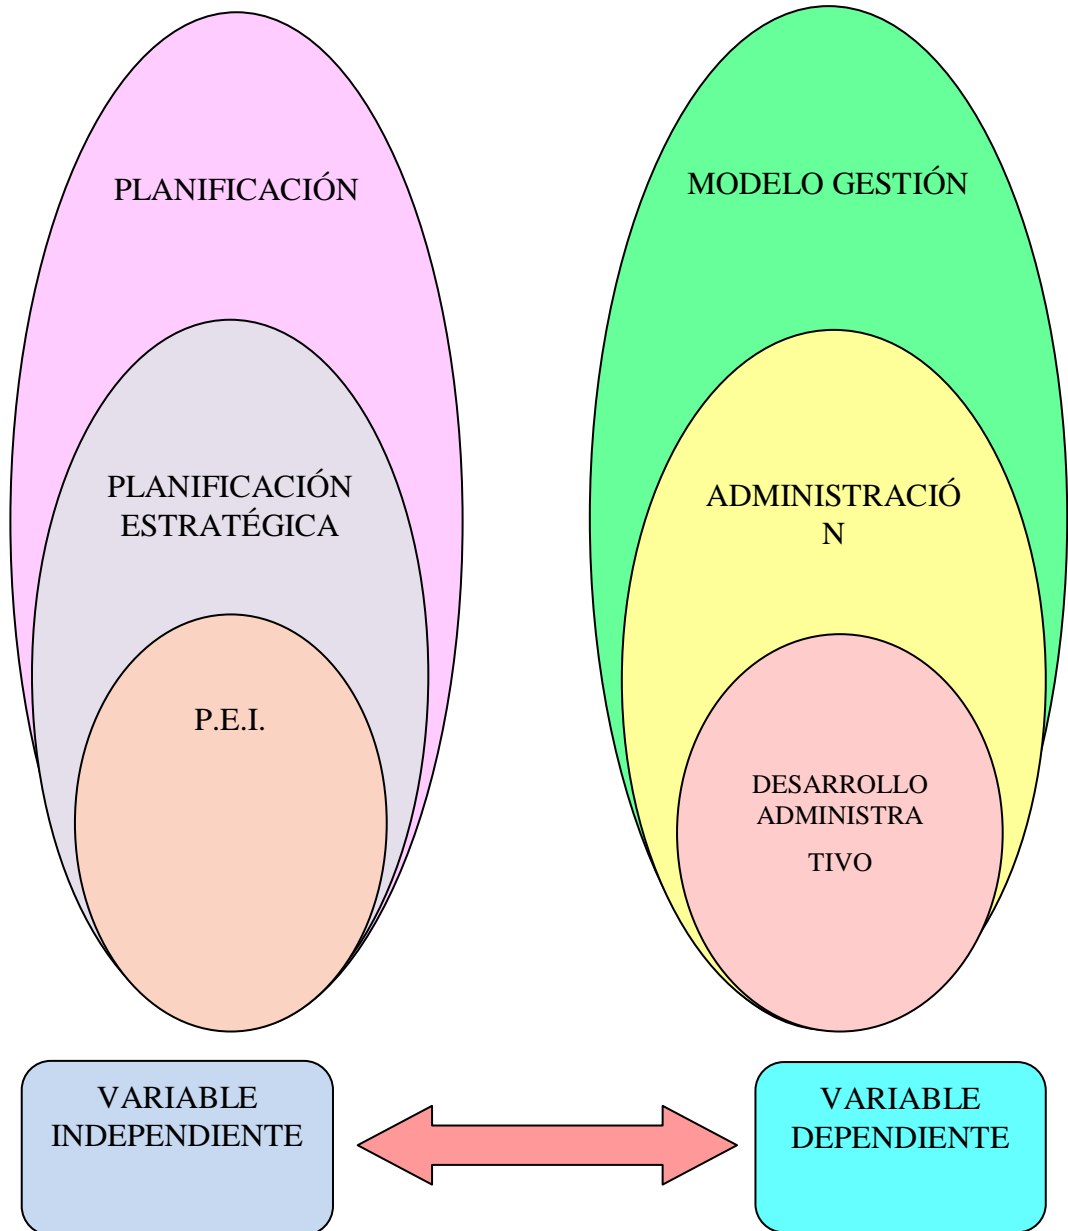 PLANIFICACIÓN
PLANIFICACIÓN
ESTRATÉGICA
P.E.I.
MODELO GESTIÓN
ADMINISTRACIÓ
N
DESARROLLO
ADMINISTRA
TIVO
VARIABLE
INDEPENDIENTE
VARIABLE
DEPENDIENTE